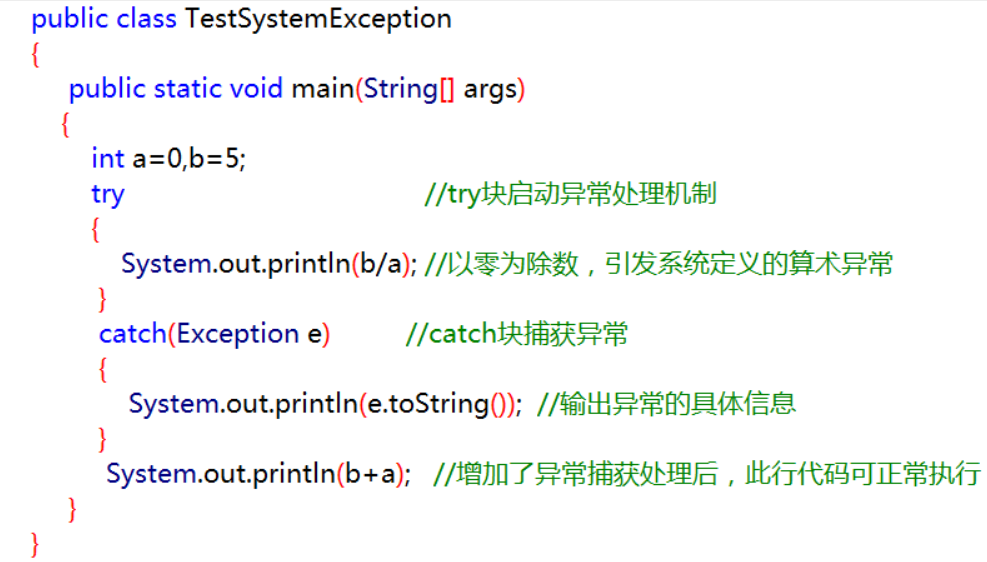 public class TestSystemException
{
public static void main(String[] args)
{
int a=0,b=5;
try //try块启动异常处理机制
{
System.out.println(b/a); //以零为除数，引发系统定义的算术异常
}
catch(Exception e) //catch块捕获异常
{
System.out.println(e.toString()); //输出异常的具体信息
}
System.out.println(b+a); //增加了异常捕获处理后，此行代码可正常执行
}
}